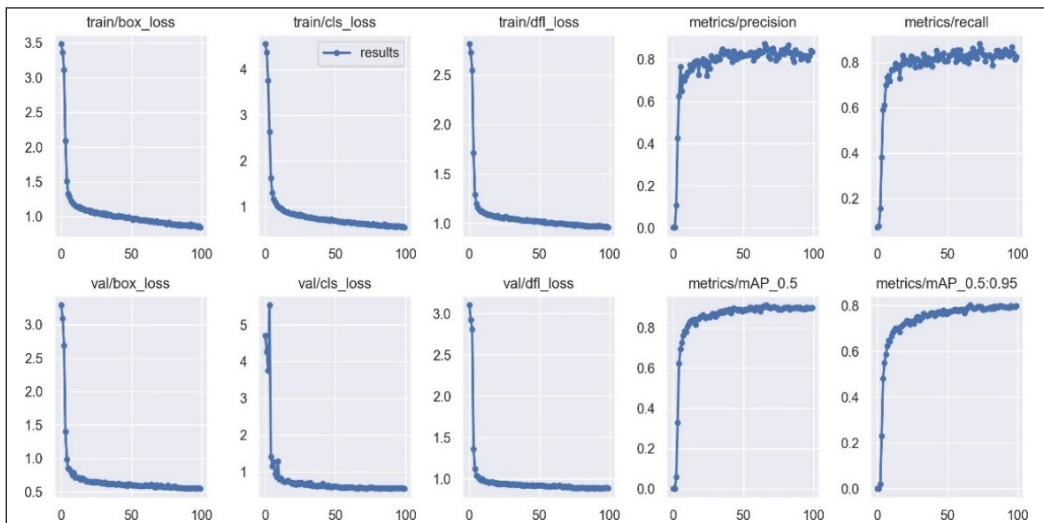 train/box_loss
3.5
3.0
2.5
2.0
1.5
1.0
0 50 100
train/cls_loss
results
4
3
2
1
0 50 100
train/dfl_loss
2.5
2.0
1.5
1.0
0 50 100
metrics/precision
0.8
0.6
0.4
0.2
0.0
0 50 100
metrics/recall
0.8
0.6
0.4
0.2
0 50 100
val/box_loss
3.0
2.5
2.0
1.5
1.0
0.5
0 50 100
val/cls_loss
5
4
3
2
1
0 50 100
val/dfl_loss
3.0
2.5
2.0
1.5
1.0
0 50 100
metrics/mAP_0.5
0.8
0.6
0.4
0.2
0.0
0 50 100
metrics/mAP_0.5:0.95
0.8
0.6
0.4
0.2
0.0
0 50 100